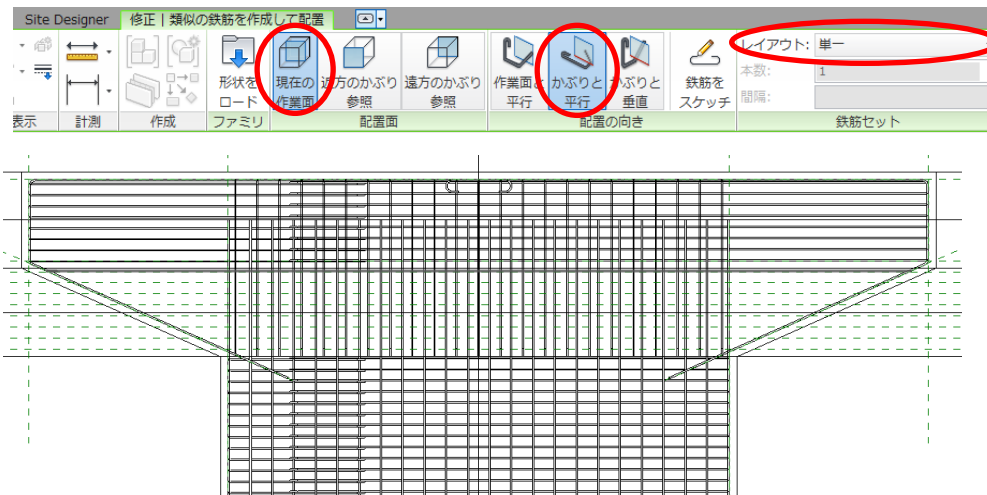 Site Designer
修正 | 類似の鉄筋を作成して配置
形状を
ロード
現在の
作業面
遠方のかぶり
参照
遠方のかぶり
参照
作業面と
平行
かぶりと
平行
かぶりと
垂直
鉄筋を
スケッチ
レイアウト: 単一
本数: 1
間隔:
表示
計測
作成
ファミリ
配置面
配置の向き
鉄筋セット